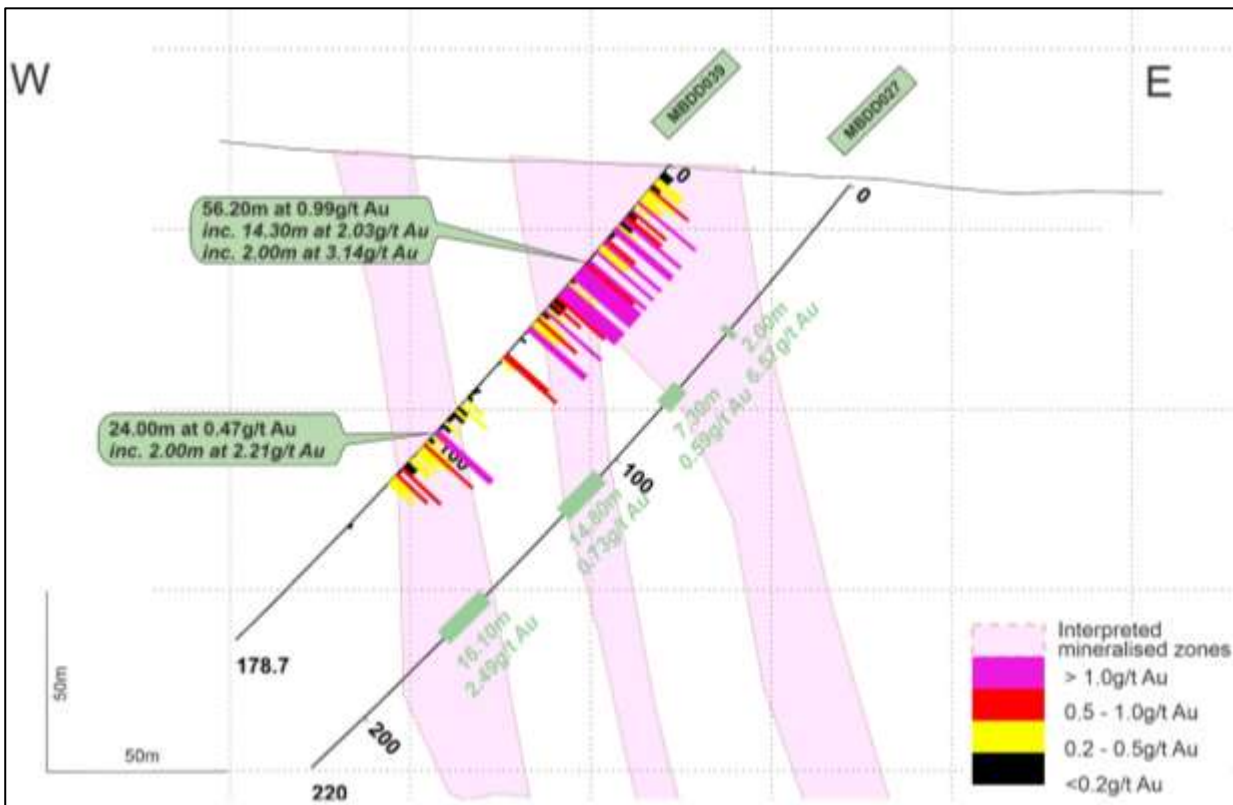 W
E
MBDD039
MBDD027
0
0
56.20m at 0.99g/t Au
inc. 14.30m at 2.03g/t Au
inc. 2.00m at 3.14g/t Au
2.00m
6.57g/t Au
7.30m
0.59g/t Au
24.00m at 0.47g/t Au
inc. 2.00m at 2.21g/t Au
100
100
14.80m
0.73g/t Au
16.10m
2.49g/t Au
178.7
200
220
50m
50m
Interpreted
mineralised zones
> 1.0g/t Au
0.5 - 1.0g/t Au
0.2 - 0.5g/t Au
<0.2g/t Au